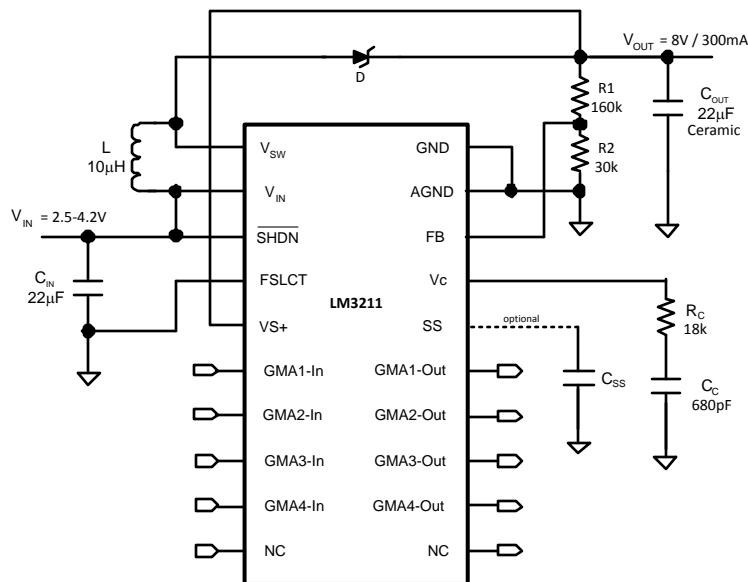 V_OUT = 8V / 300mA
D
R1
160k
C_OUT
22µF
Ceramic
L
10µH
R2
30k
V_SW
GND
V_IN
AGND
V_IN = 2.5-4.2V
SHDN
FB
C_IN
22µF
FSLCT
Vc
LM3211
VS+
SS
optional
R_C
18k
C_SS
C_C
680pF
GMA1-In
GMA1-Out
GMA2-In
GMA2-Out
GMA3-In
GMA3-Out
GMA4-In
GMA4-Out
NC
NC